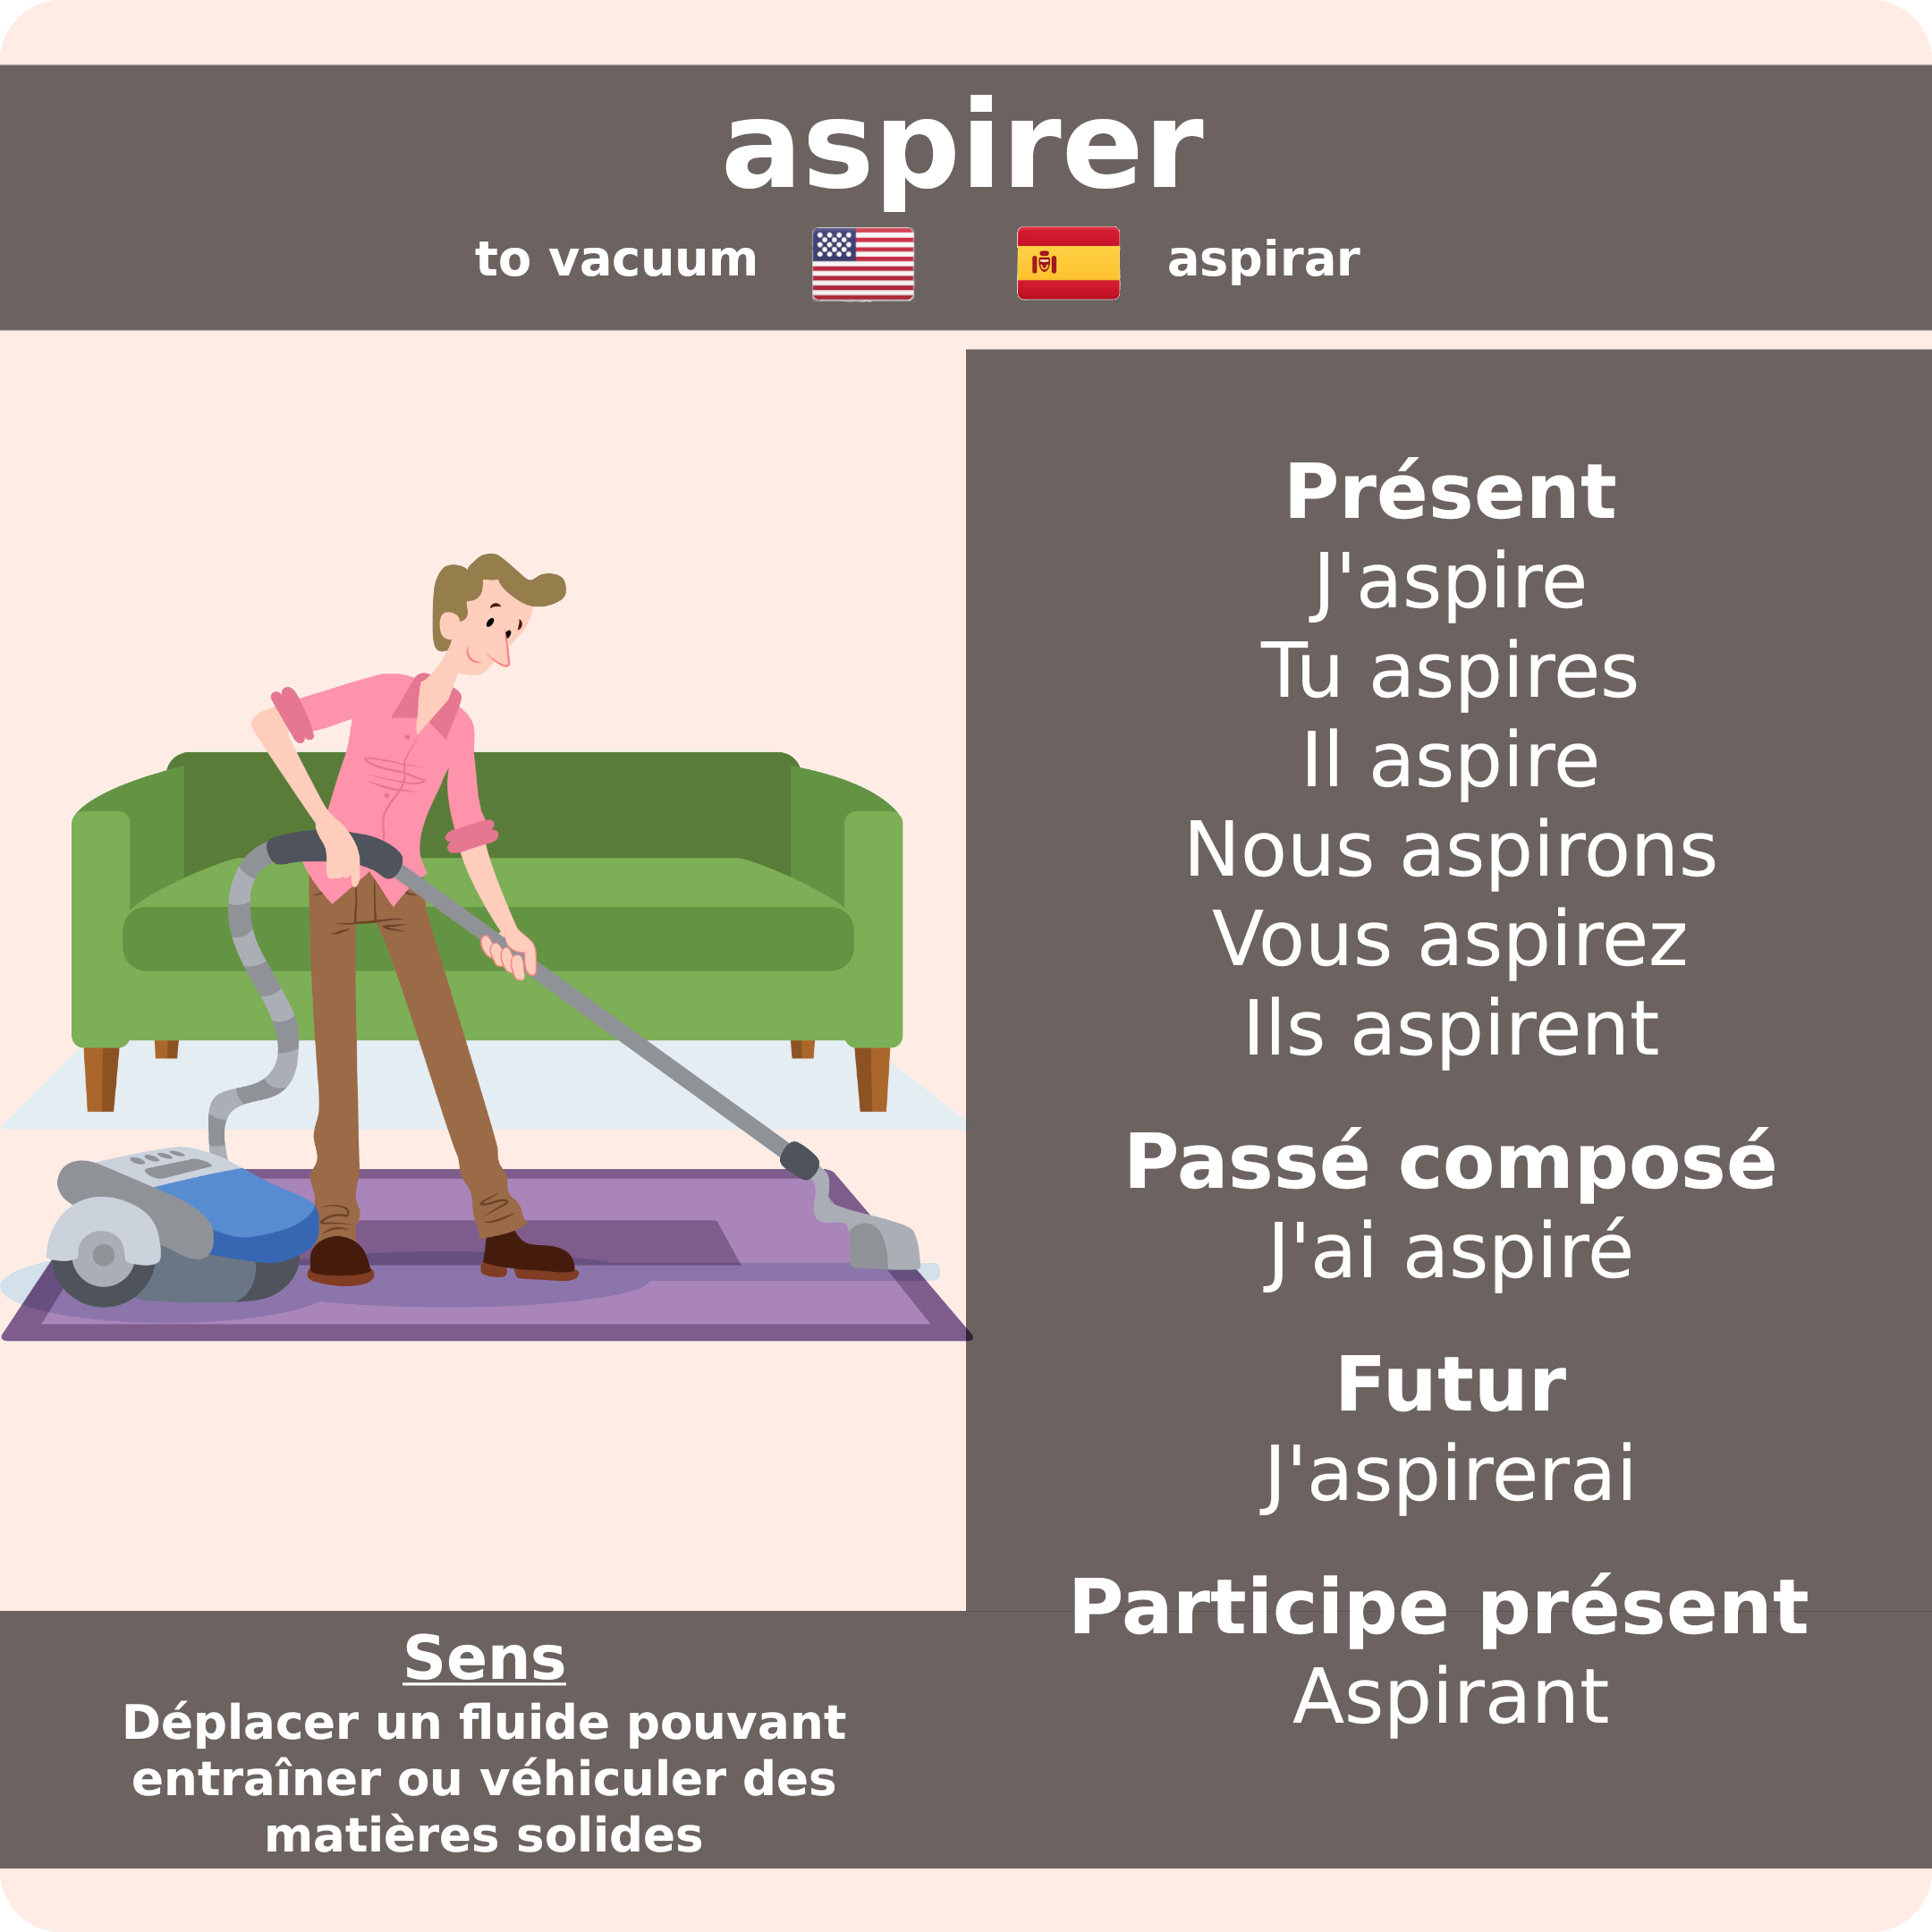 aspirer
to vacuum aspirar
Présent
J'aspire
Tu aspires
Il aspire
Nous aspirons
Vous aspirez
Ils aspirent
Passé composé
J'ai aspiré
Futur
J'aspirerai
Participe présent
Aspirant
Sens
Déplacer un fluide pouvant
entraîner ou véhiculer des
matières solides